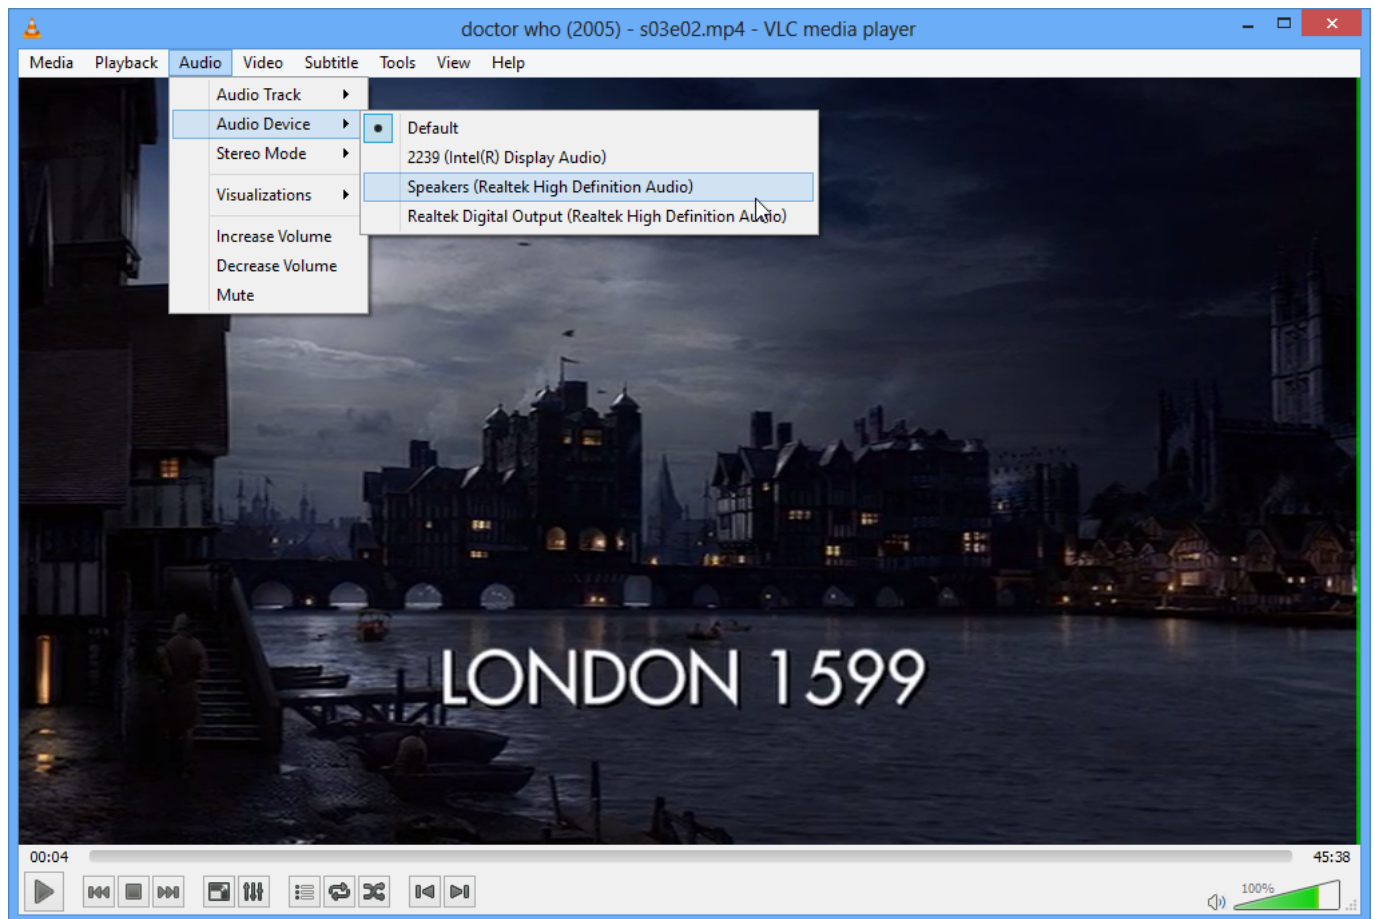 doctor who (2005) - s03e02.mp4 - VLC media player
Media Playback Audio Video Subtitle Tools View Help
Audio Track
Audio Device
Stereo Mode
Visualizations
Increase Volume
Decrease Volume
Mute
Default
2239 (Intel(R) Display Audio)
Speakers (Realtek High Definition Audio)
Realtek Digital Output (Realtek High Definition Audio)
LONDON 1599
00:04 45:38
100%